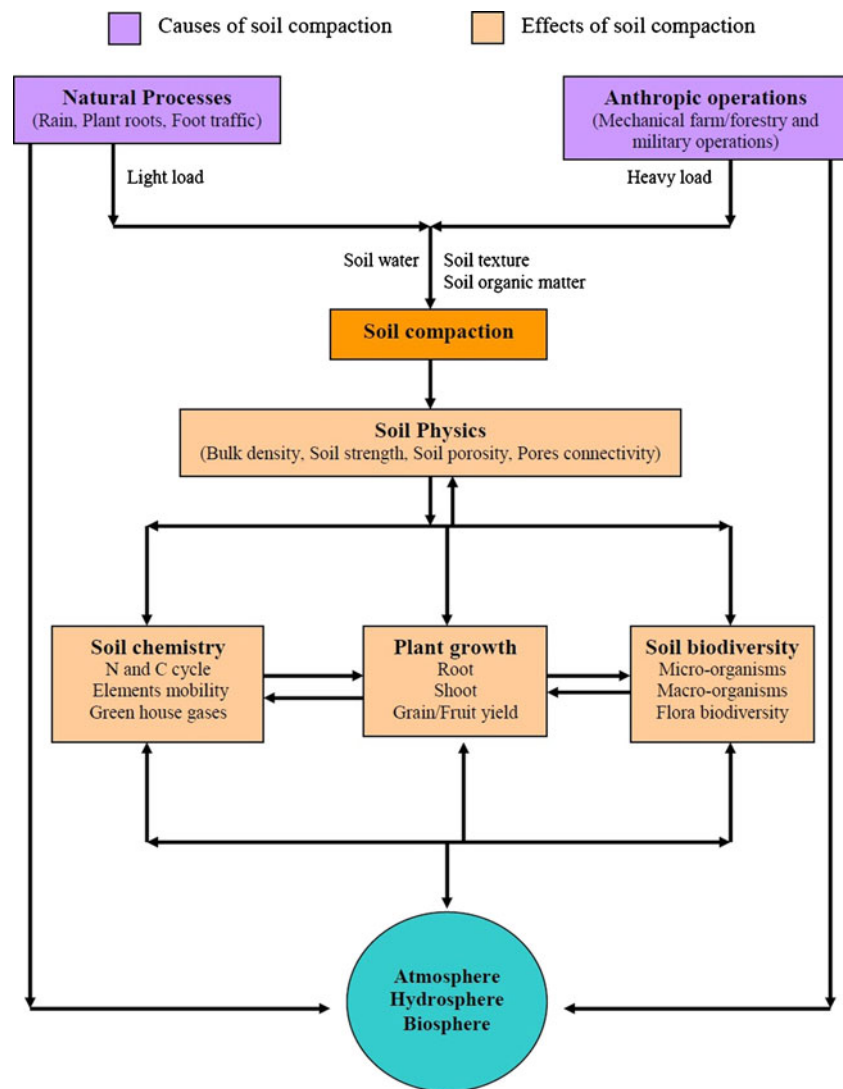 Causes of soil compaction
Effects of soil compaction
Natural Processes
(Rain, Plant roots, Foot traffic)
Anthropic operations
(Mechanical farm/forestry and
military operations)
Light load
Heavy load
Soil water
Soil texture
Soil organic matter
Soil compaction
Soil Physics
(Bulk density, Soil strength, Soil porosity, Pores connectivity)
Soil chemistry
N and C cycle
Elements mobility
Green house gases
Plant growth
Root
Shoot
Grain/Fruit yield
Soil biodiversity
Micro-organisms
Macro-organisms
Flora biodiversity
Atmosphere
Hydrosphere
Biosphere